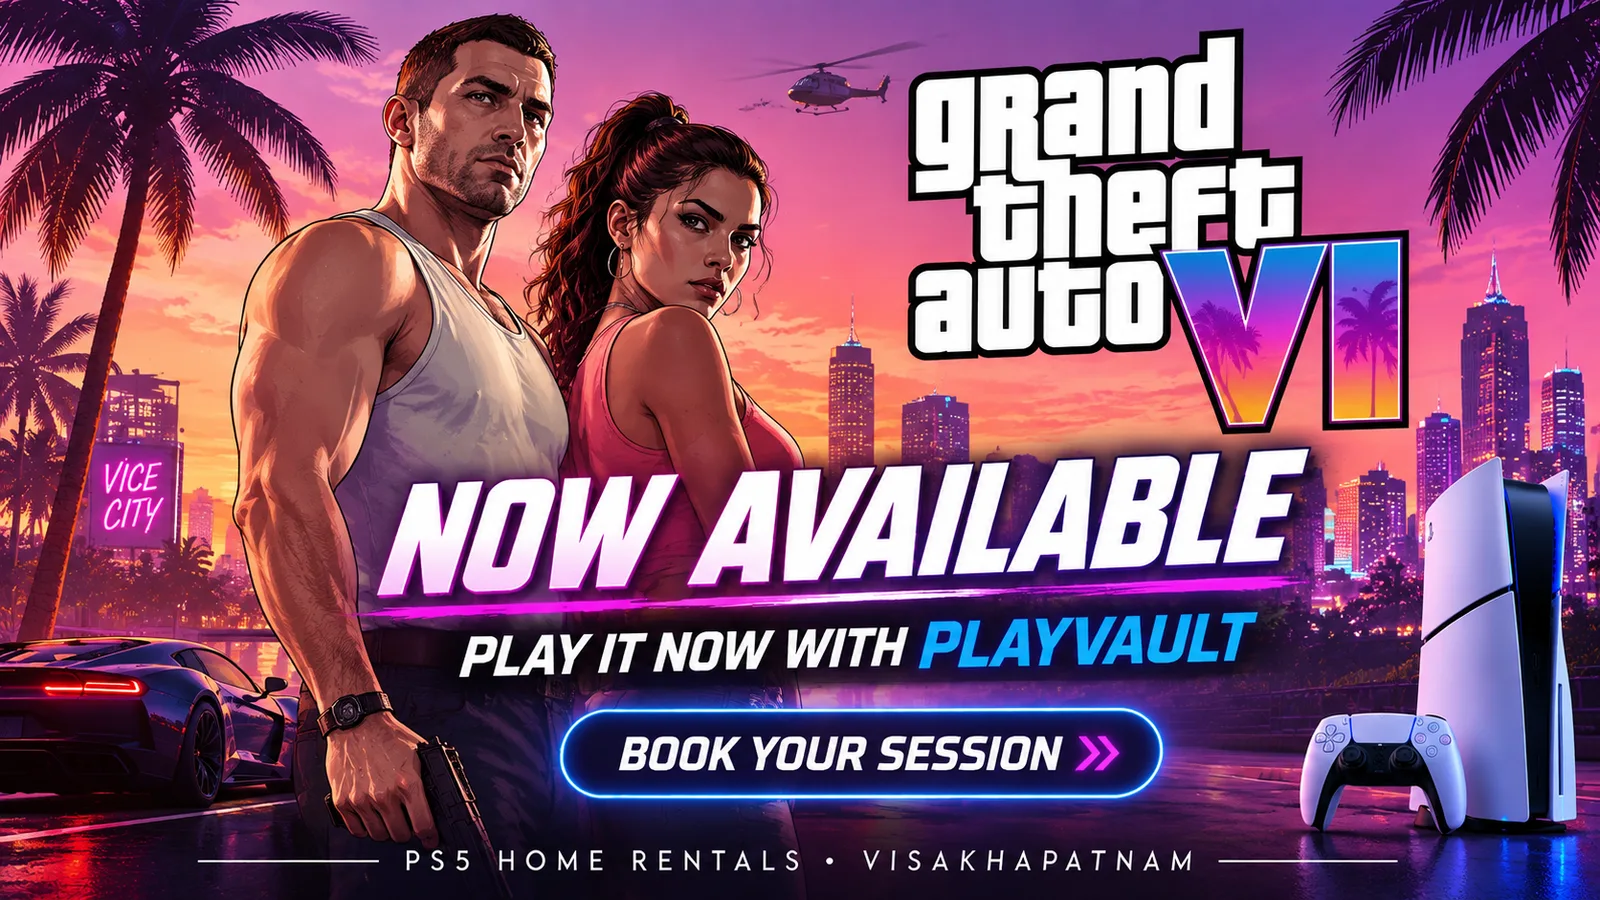 grand
theft
auto VI
VICE
CITY
NOW AVAILABLE
PLAY IT NOW WITH PLAYVAULT
BOOK YOUR SESSION »
PS5 HOME RENTALS • VISAKHAPATNAM